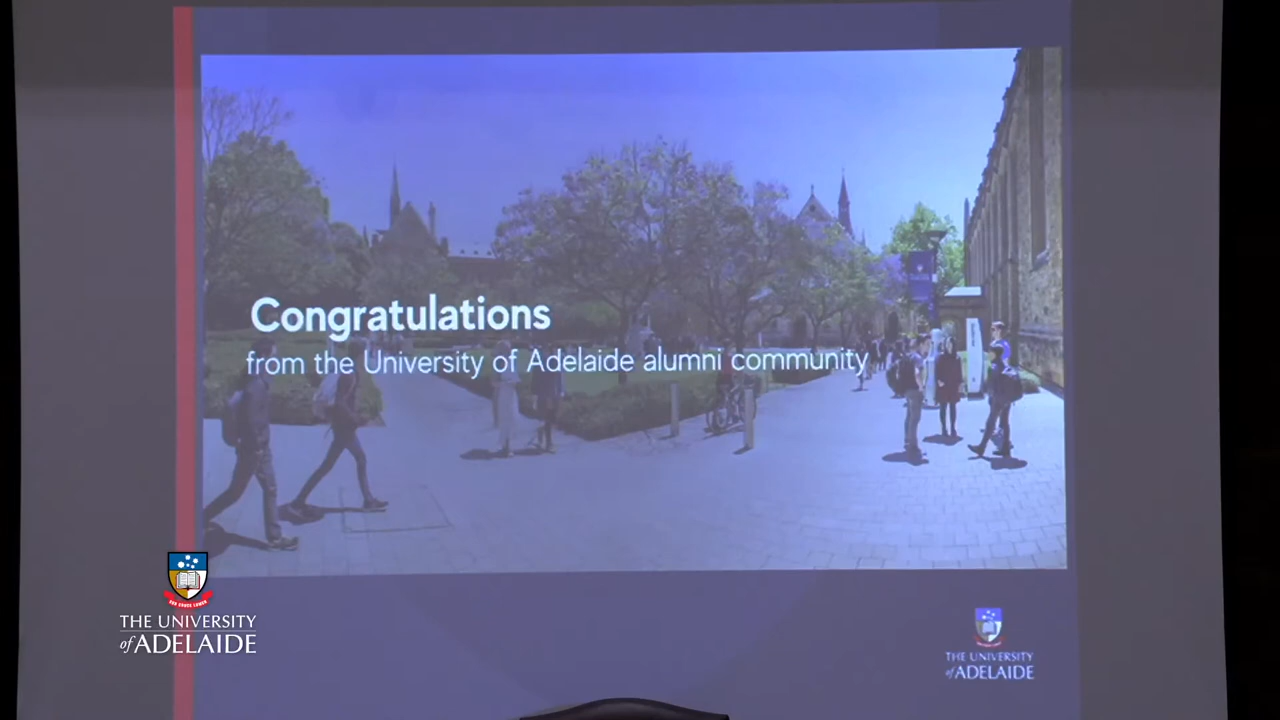 Congratulations
from the University of Adelaide alumni community
THE UNIVERSITY
of ADELAIDE
THE UNIVERSITY
of ADELAIDE